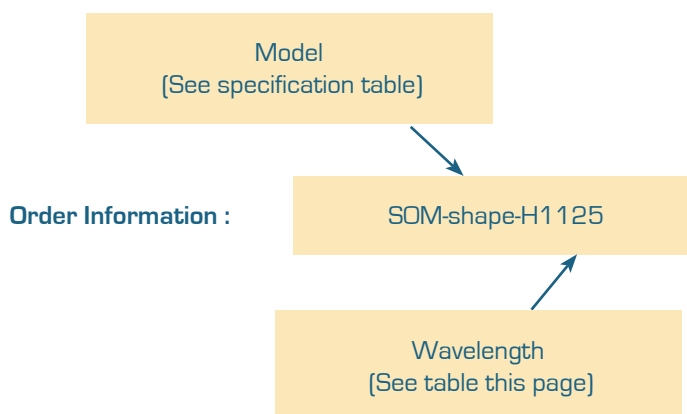 Model
(See specification table)
Order Information :
SOM-shape-H1125
Wavelength
(See table this page)